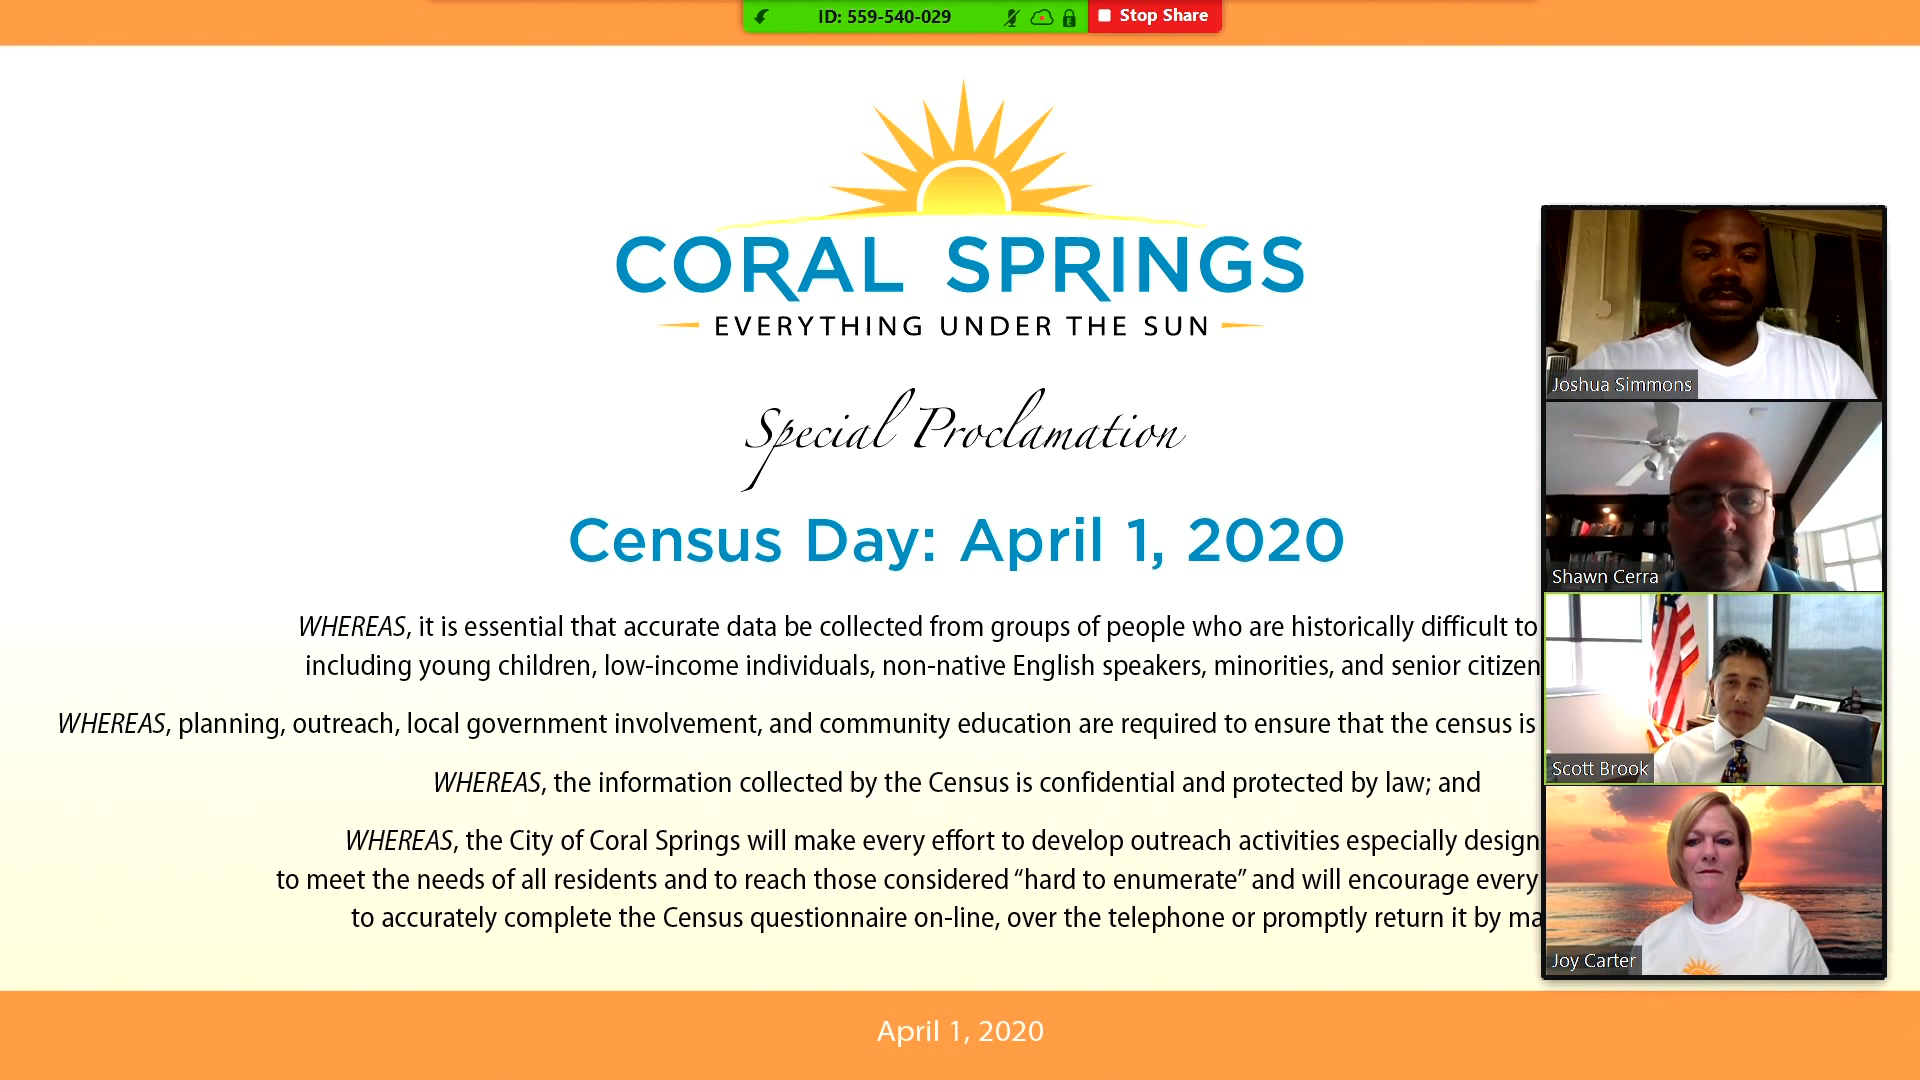 ID: 559-540-029
Stop Share
CORAL SPRINGS
EVERYTHING UNDER THE SUN
Special Proclamation
Census Day: April 1, 2020
WHEREAS, it is essential that accurate data be collected from groups of people who are historically difficult to
including young children, low-income individuals, non-native English speakers, minorities, and senior citizen
WHEREAS, planning, outreach, local government involvement, and community education are required to ensure that the census is
WHEREAS, the information collected by the Census is confidential and protected by law; and
WHEREAS, the City of Coral Springs will make every effort to develop outreach activities especially design
to meet the needs of all residents and to reach those considered “hard to enumerate” and will encourage every
to accurately complete the Census questionnaire on-line, over the telephone or promptly return it by ma
April 1, 2020
Joshua Simmons
Shawn Cerra
Scott Brook
Joy Carter